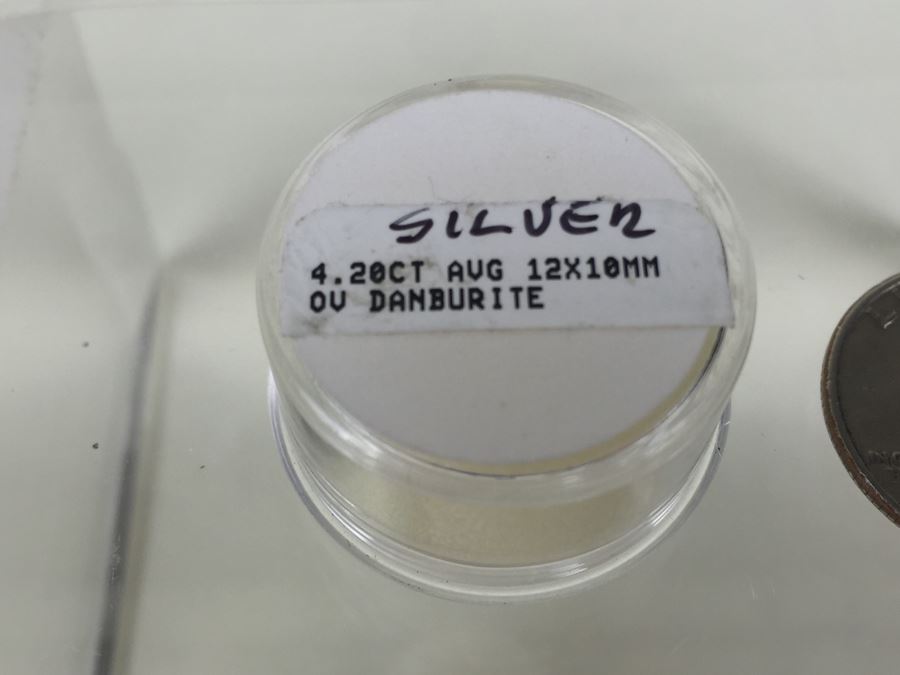 SILVER
4.20CT AVG 12X10MM
OV DANBURITE